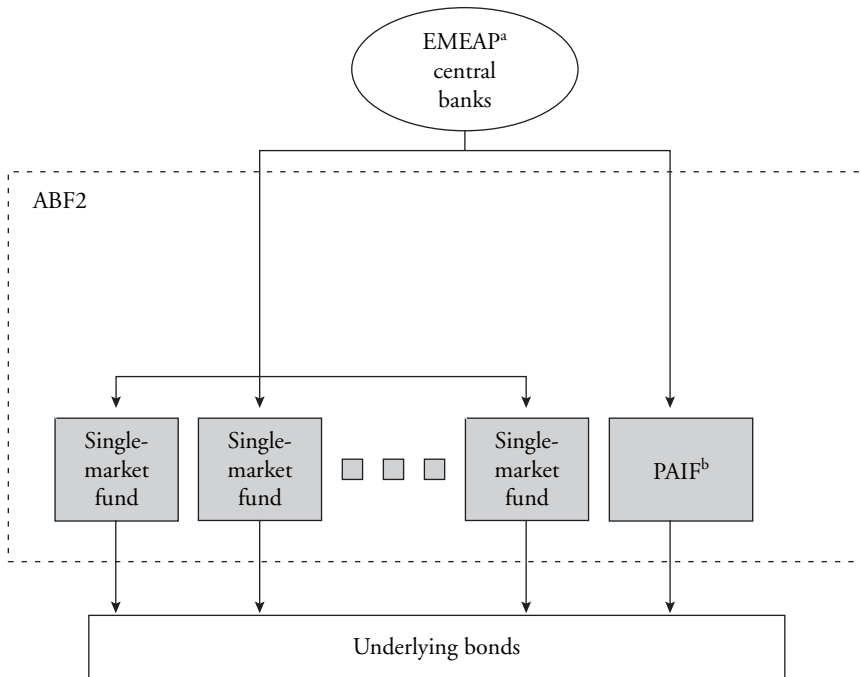 EMEAPᵃ
central
banks
ABF2
Single-
market
fund
Single-
market
fund
Single-
market
fund
PAIFᵇ
Underlying bonds